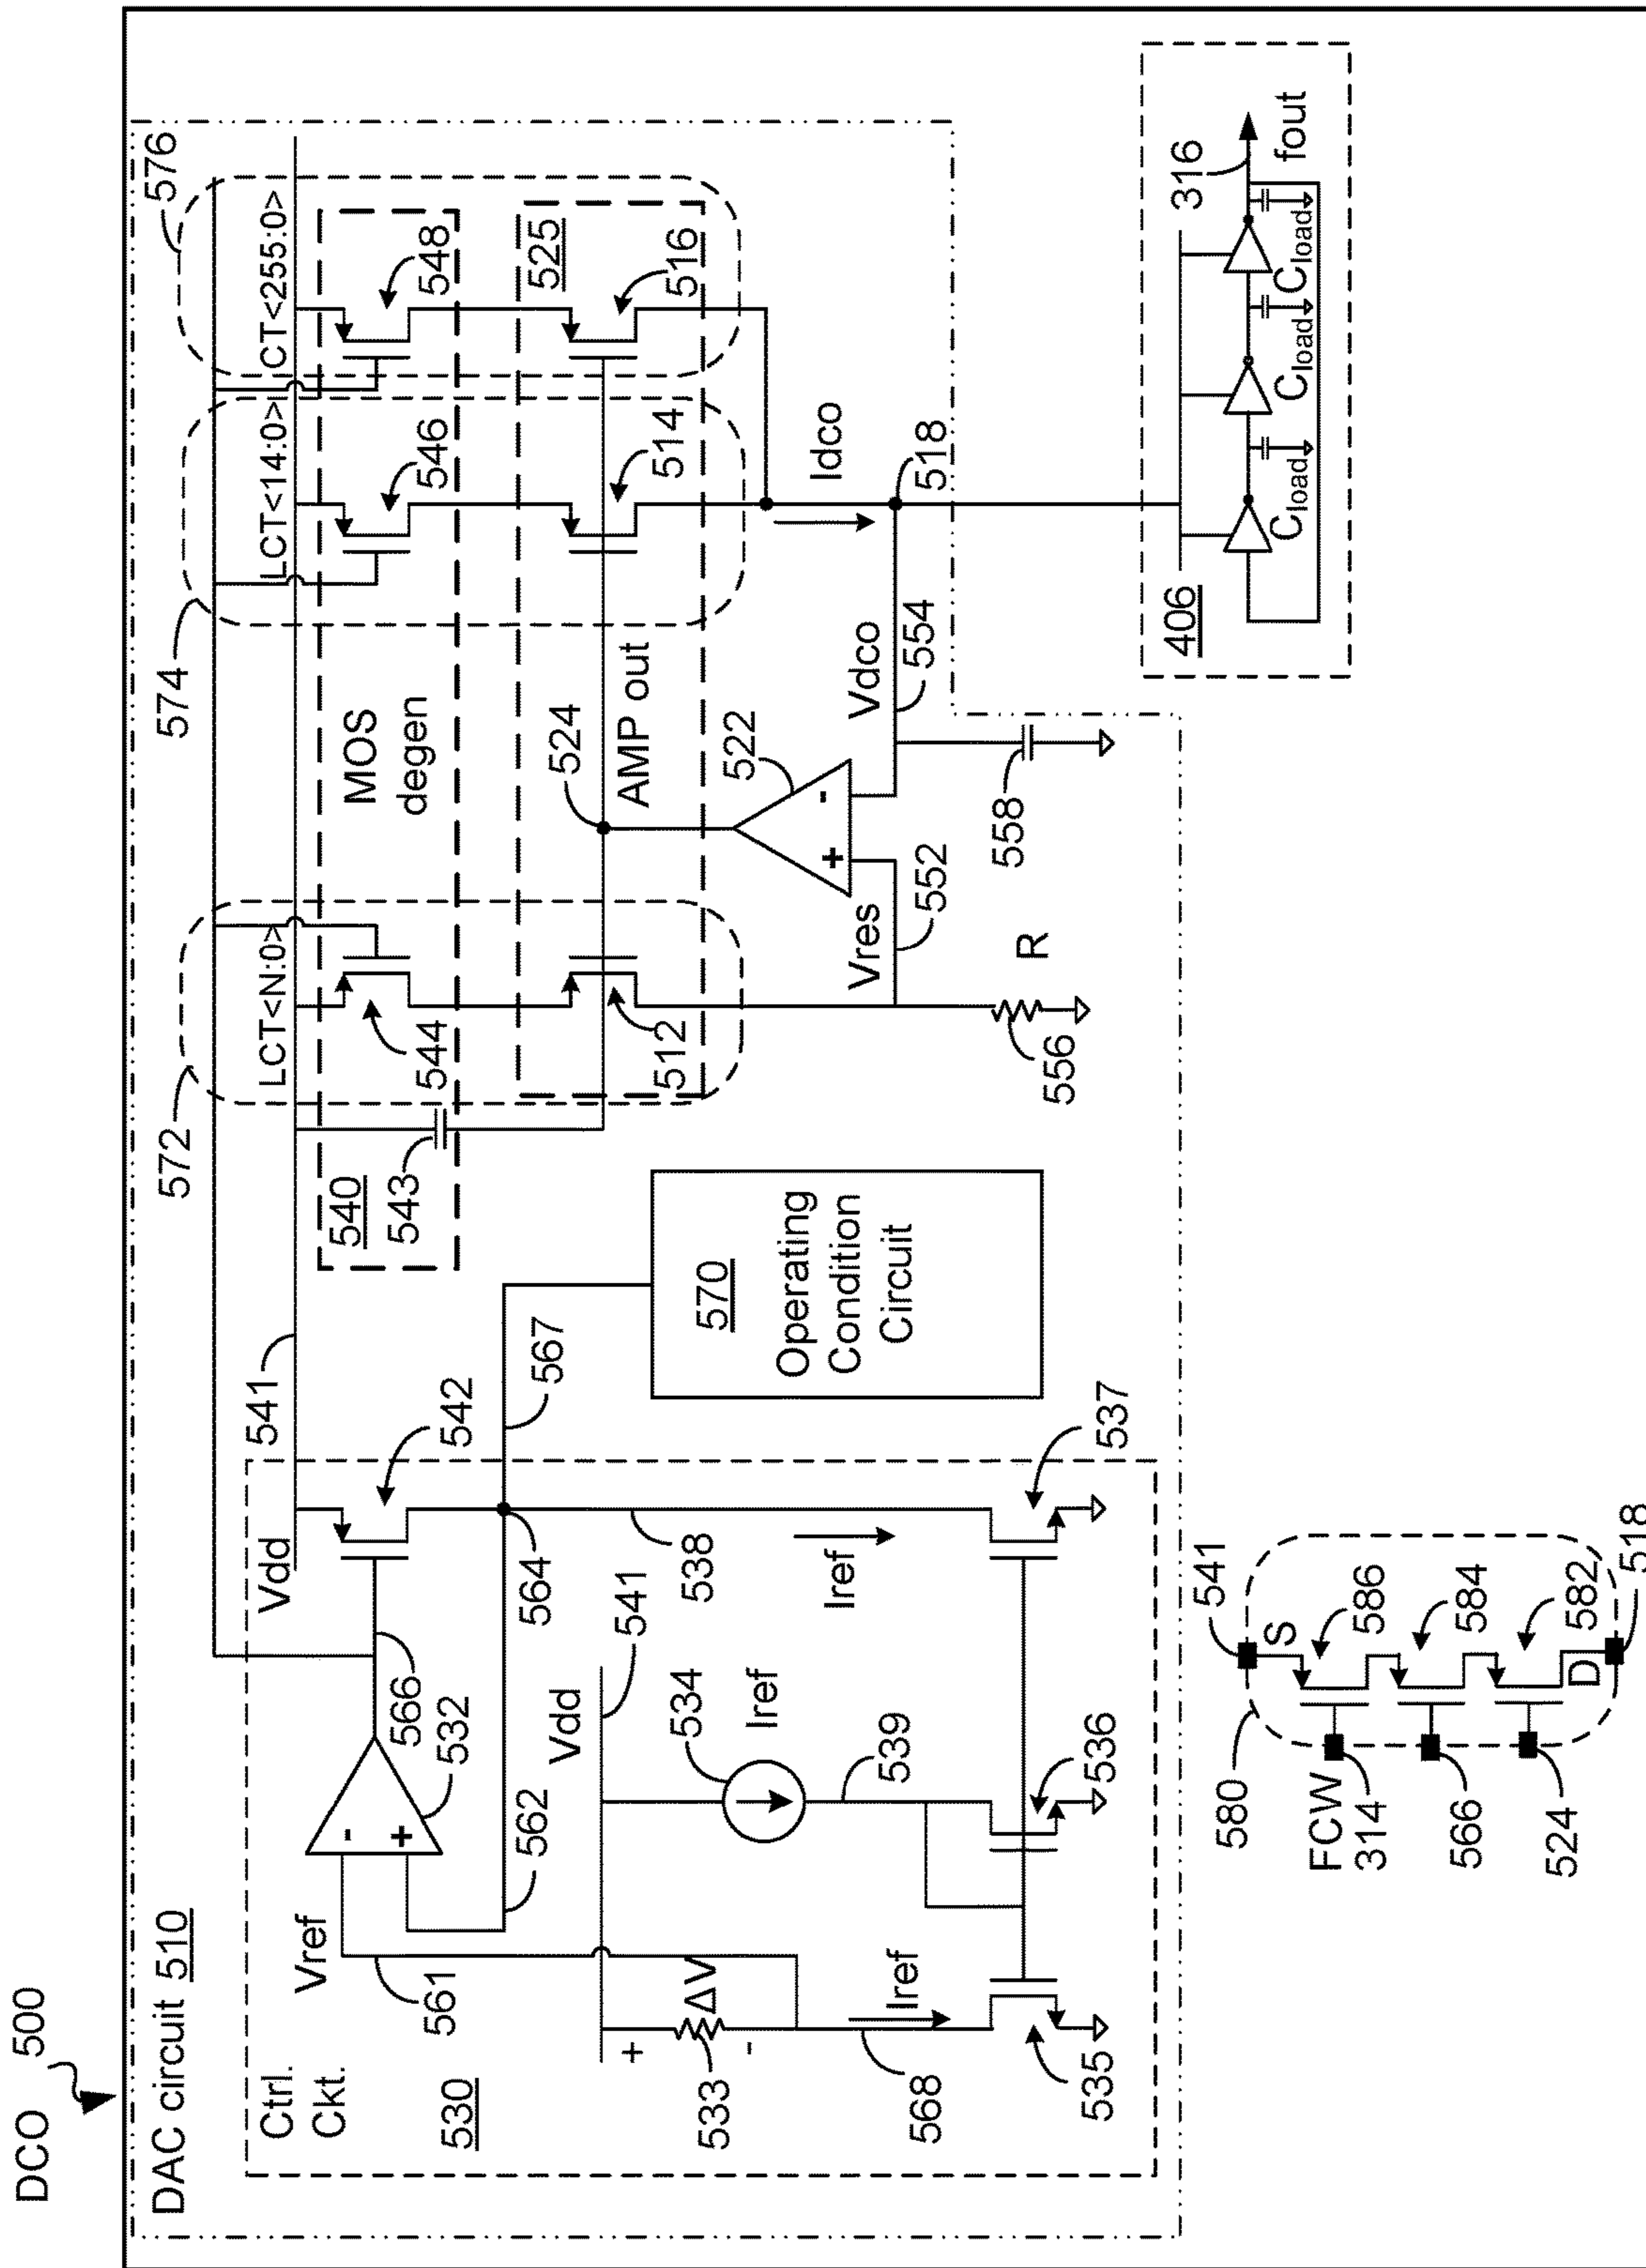 DCO 500
DAC circuit 510
Ctrl.
Ckt.
530
Vref
561
562
532
566
Vdd
541
542
564
567
538
Iref
537
Vdd
541
534
Iref
539
536
+
ΔV
-
533
568
Iref
535
-
+
570
Operating
Condition
Circuit
572
574
576
LCT<N:0>
LCT<14:0>
CT<255:0>
540
543
544
MOS
degen
546
548
512
524
AMP out
514
525
516
522
+
-
Vres
552
Vdco
554
Idco
518
R
556
558
406
316
fout
Cload
Cload
Cload
580
541
S
586
584
582
D
518
FCW
314
566
524